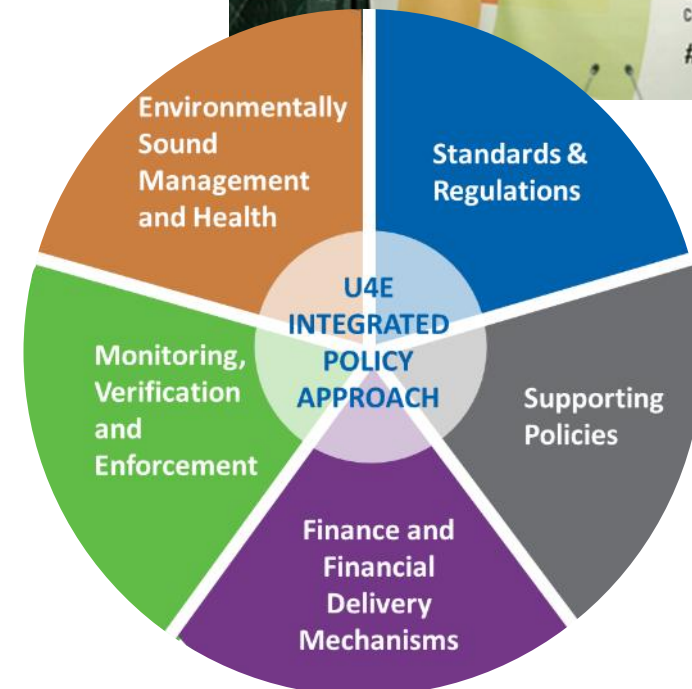 U4E
INTEGRATED
POLICY
APPROACH
Standards &
Regulations
Supporting
Policies
Finance and
Financial
Delivery
Mechanisms
Monitoring,
Verification
and
Enforcement
Environmentally
Sound
Management
and Health